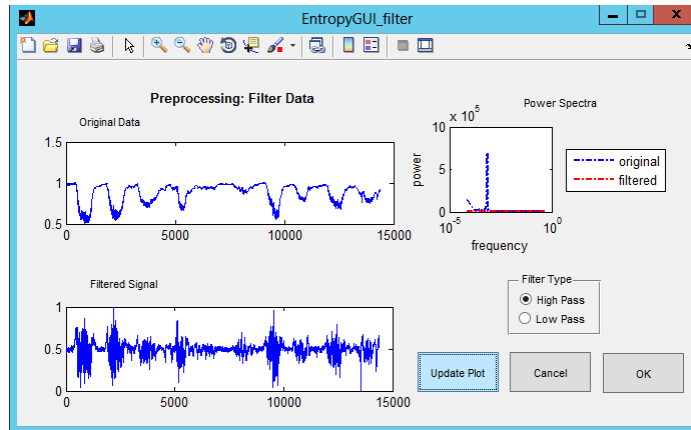 EntropyGUI_filter
Preprocessing: Filter Data
Original Data
1.5
1
0.5
0
5000
10000
15000
Power Spectra
x 10^5
10
5
0
power
10^-5
10^0
frequency
original
filtered
Filtered Signal
1
0.5
0
0
5000
10000
15000
Filter Type
High Pass
Low Pass
Update Plot
Cancel
OK